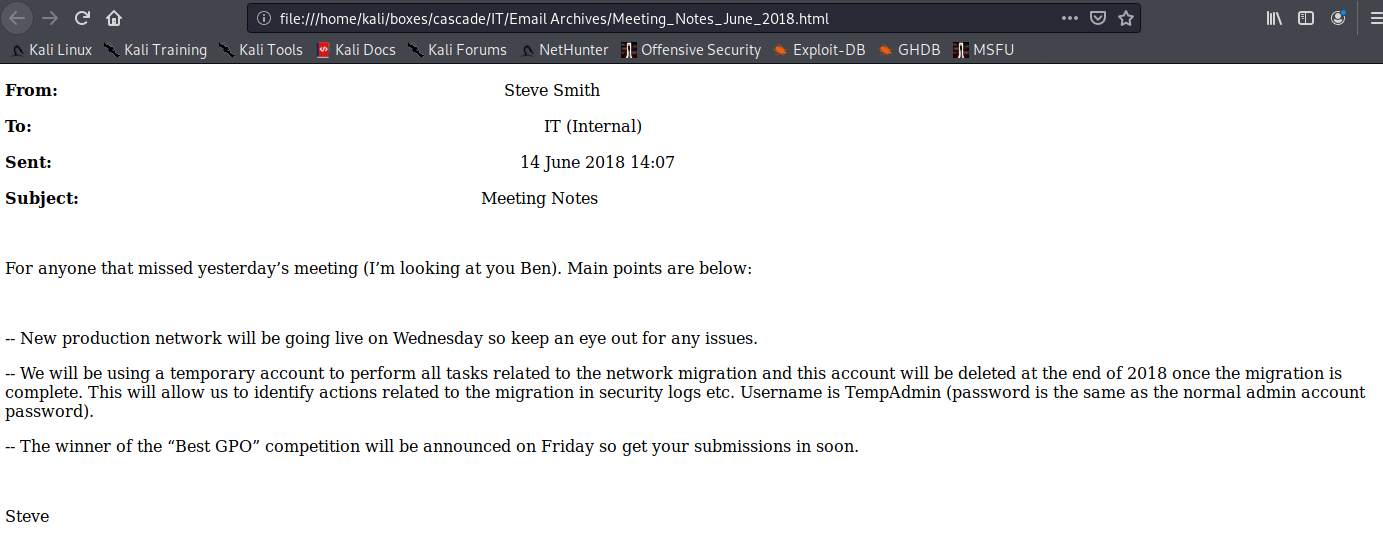 file:///home/kali/boxes/cascade/IT/Email Archives/Meeting_Notes_June_2018.html
Kali Linux Kali Training Kali Tools Kali Docs Kali Forums NetHunter Offensive Security Exploit-DB GHDB MSFU
From: Steve Smith
To: IT (Internal)
Sent: 14 June 2018 14:07
Subject: Meeting Notes
For anyone that missed yesterday’s meeting (I’m looking at you Ben). Main points are below:
-- New production network will be going live on Wednesday so keep an eye out for any issues.
-- We will be using a temporary account to perform all tasks related to the network migration and this account will be deleted at the end of 2018 once the migration is
complete. This will allow us to identify actions related to the migration in security logs etc. Username is TempAdmin (password is the same as the normal admin account
password).
-- The winner of the “Best GPO” competition will be announced on Friday so get your submissions in soon.
Steve